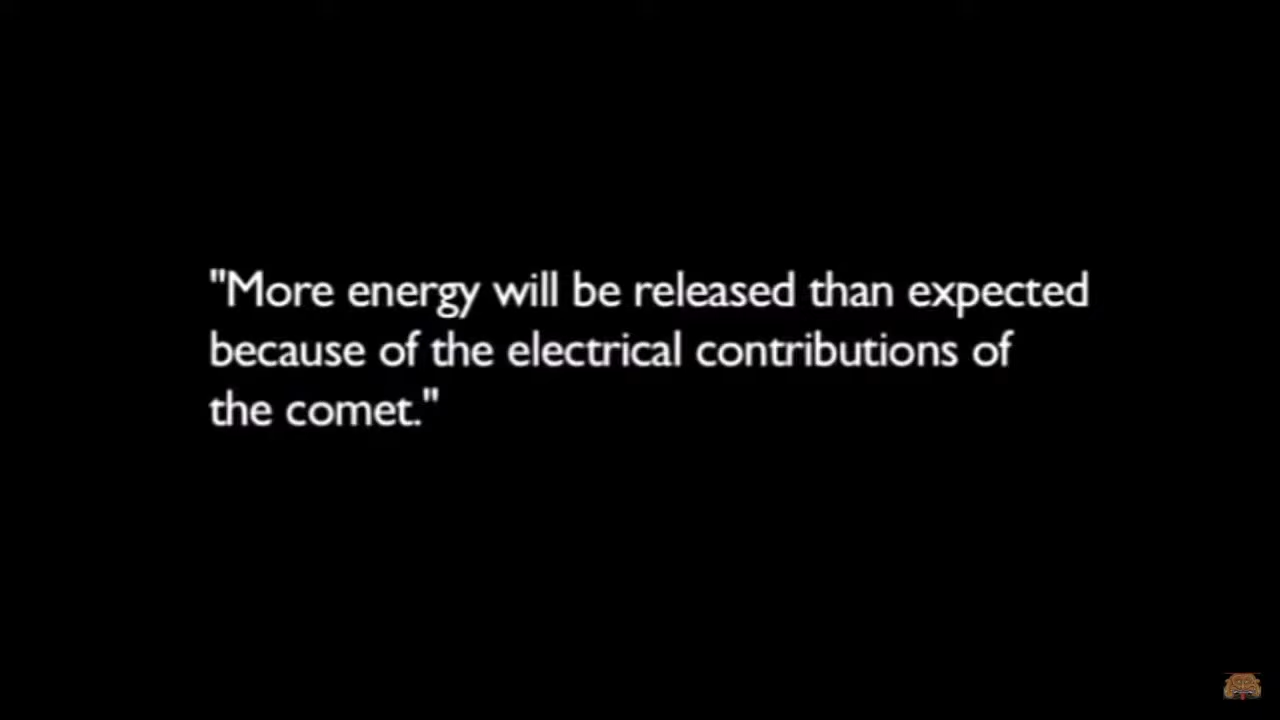 "More energy will be released than expected
because of the electrical contributions of
the comet."